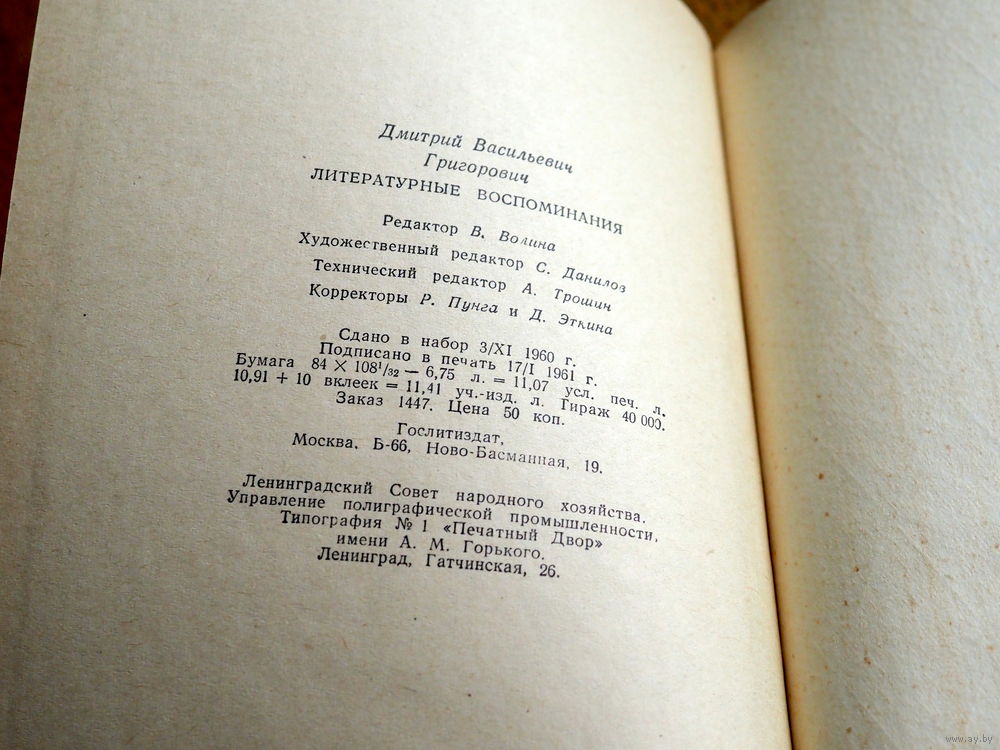 Дмитрий Васильевич
Григорович
ЛИТЕРАТУРНЫЕ ВОСПОМИНАНИЯ
Редактор В. Волина
Художественный редактор С. Данилов
Технический редактор А. Трошин
Корректоры Р. Пунга и Д. Эткина
Сдано в набор 3/XI 1960 г.
Подписано в печать 17/I 1961 г.
Бумага 84 × 108¹/₃₂ — 6,75 л. = 11,07 усл. печ. л.
10,91 + 10 вклеек = 11,41 уч.-изд. л. Тираж 40 000.
Заказ 1447. Цена 50 коп.
Гослитиздат,
Москва, Б-66, Ново-Басманная, 19.
Ленинградский Совет народного хозяйства.
Управление полиграфической промышленности,
Типография № 1 «Печатный Двор»
имени А. М. Горького.
Ленинград, Гатчинская, 26.
www.ay.by